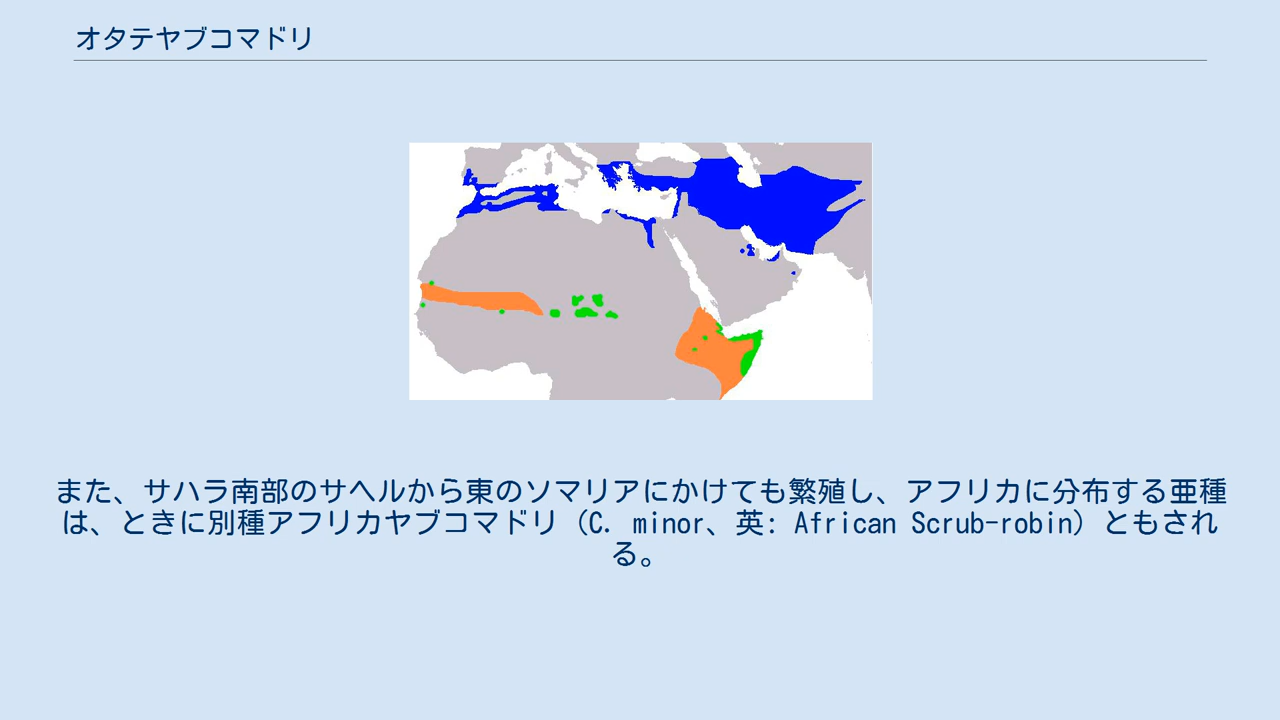 オタテヤブコマドリ
また、サハラ南部のサヘルから東のソマリアにかけても繁殖し、アフリカに分布する亜種
は、ときに別種アフリカヤブコマドリ（C. minor、英: African Scrub-robin）ともされ
る。